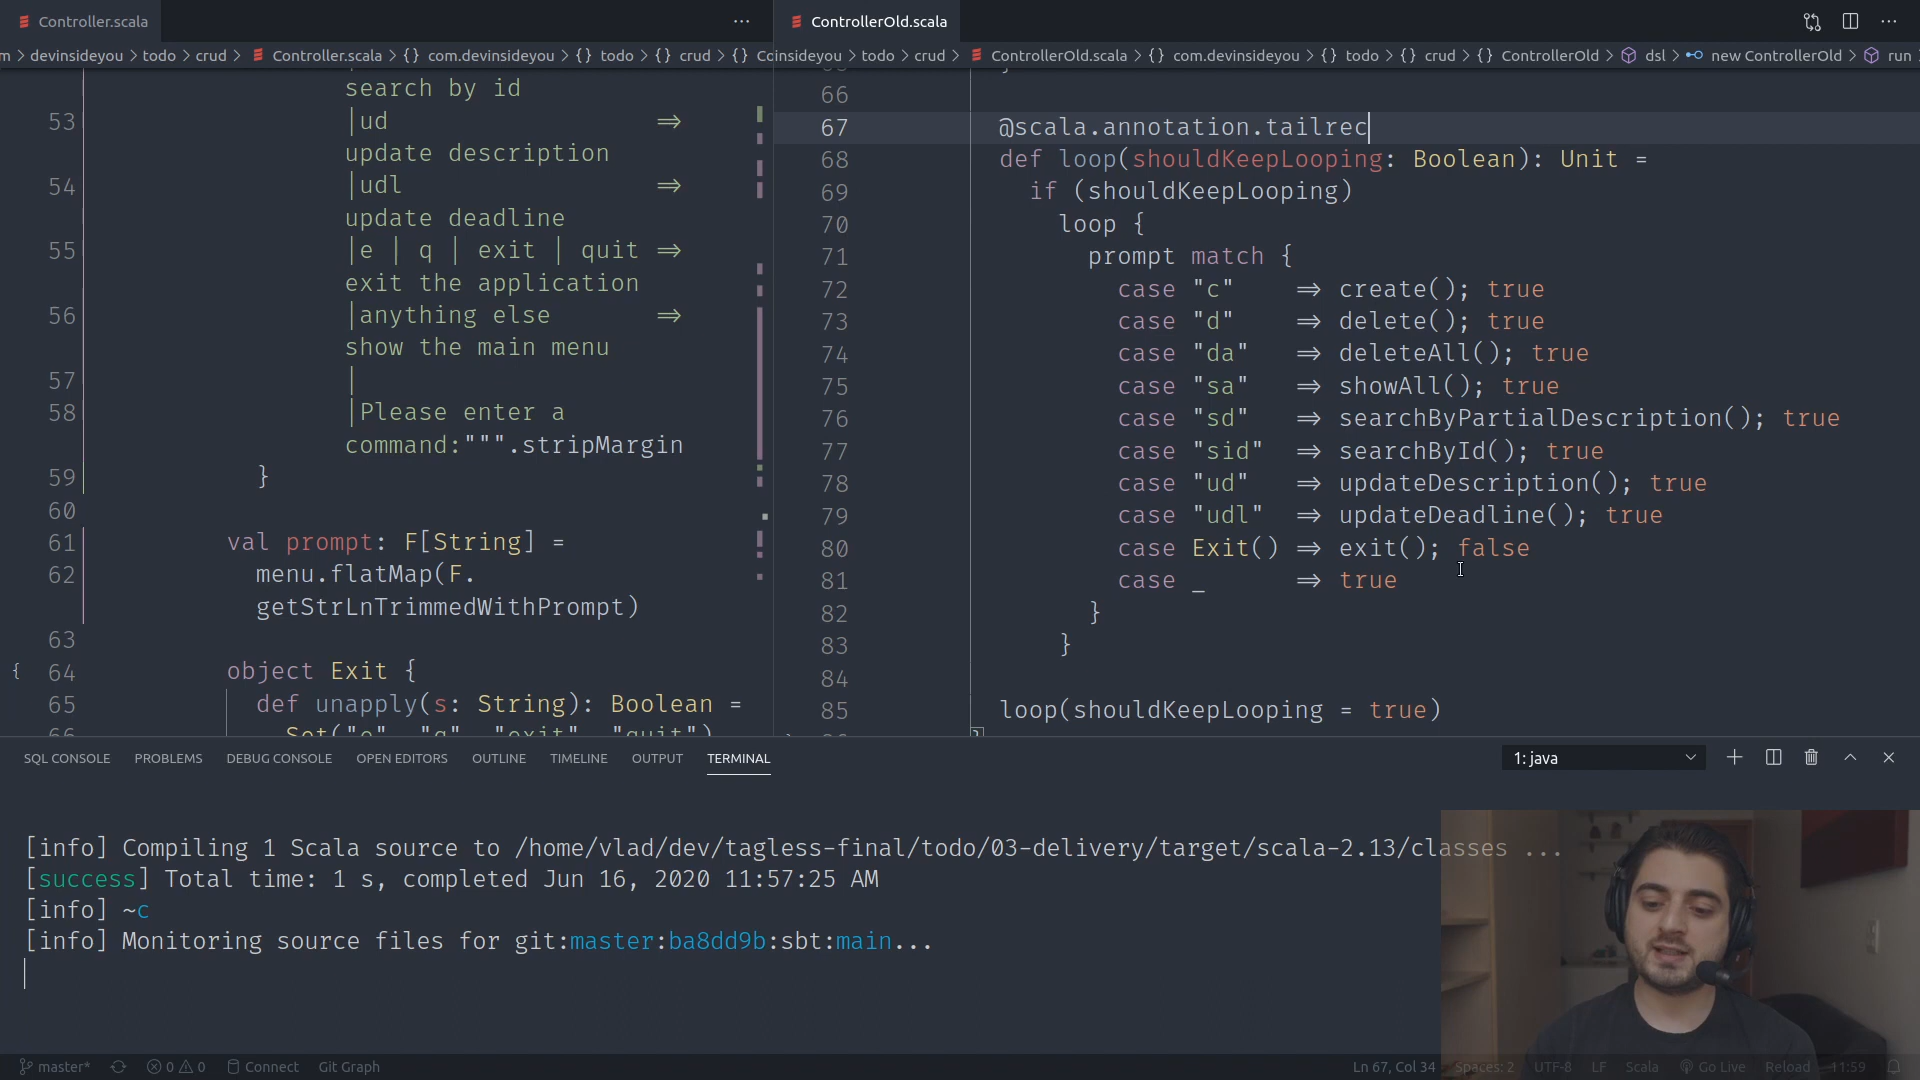 Controller.scala
ControllerOld.scala
m > devinsideyou > todo > crud > Controller.scala > {} com.devinsideyou > {} todo > {} crud > {} Co
insideyou > todo > crud > ControllerOld.scala > {} com.devinsideyou > {} todo > {} crud > {} ControllerOld > dsl > new ControllerOld > run
search by id
53 |ud =>
update description
54 |udl =>
update deadline
55 |e | q | exit | quit =>
exit the application
56 |anything else =>
show the main menu
57 |
58 |Please enter a
command:""".stripMargin
59 }
60
61 val prompt: F[String] =
62 menu.flatMap(F.
getStrLnTrimmedWithPrompt)
63
64 object Exit {
65 def unapply(s: String): Boolean =
66 Set("e", "q", "exit", "quit")
66
67 @scala.annotation.tailrec
68 def loop(shouldKeepLooping: Boolean): Unit =
69 if (shouldKeepLooping)
70 loop {
71 prompt match {
72 case "c" => create(); true
73 case "d" => delete(); true
74 case "da" => deleteAll(); true
75 case "sa" => showAll(); true
76 case "sd" => searchByPartialDescription(); true
77 case "sid" => searchById(); true
78 case "ud" => updateDescription(); true
79 case "udl" => updateDeadline(); true
80 case Exit() => exit(); false
81 case _ => true
82 }
83 }
84
85 loop(shouldKeepLooping = true)
}
SQL CONSOLE PROBLEMS DEBUG CONSOLE OPEN EDITORS OUTLINE TIMELINE OUTPUT TERMINAL 1: java
[info] Compiling 1 Scala source to /home/vlad/dev/tagless-final/todo/03-delivery/target/scala-2.13/classes ...
[success] Total time: 1 s, completed Jun 16, 2020 11:57:25 AM
[info] ~c
[info] Monitoring source files for git:master:ba8dd9b:sbt:main...
master* 0 0 Connect Git Graph Ln 67, Col 34 Spaces: 2 UTF-8 LF Scala Go Live Reload 11:59